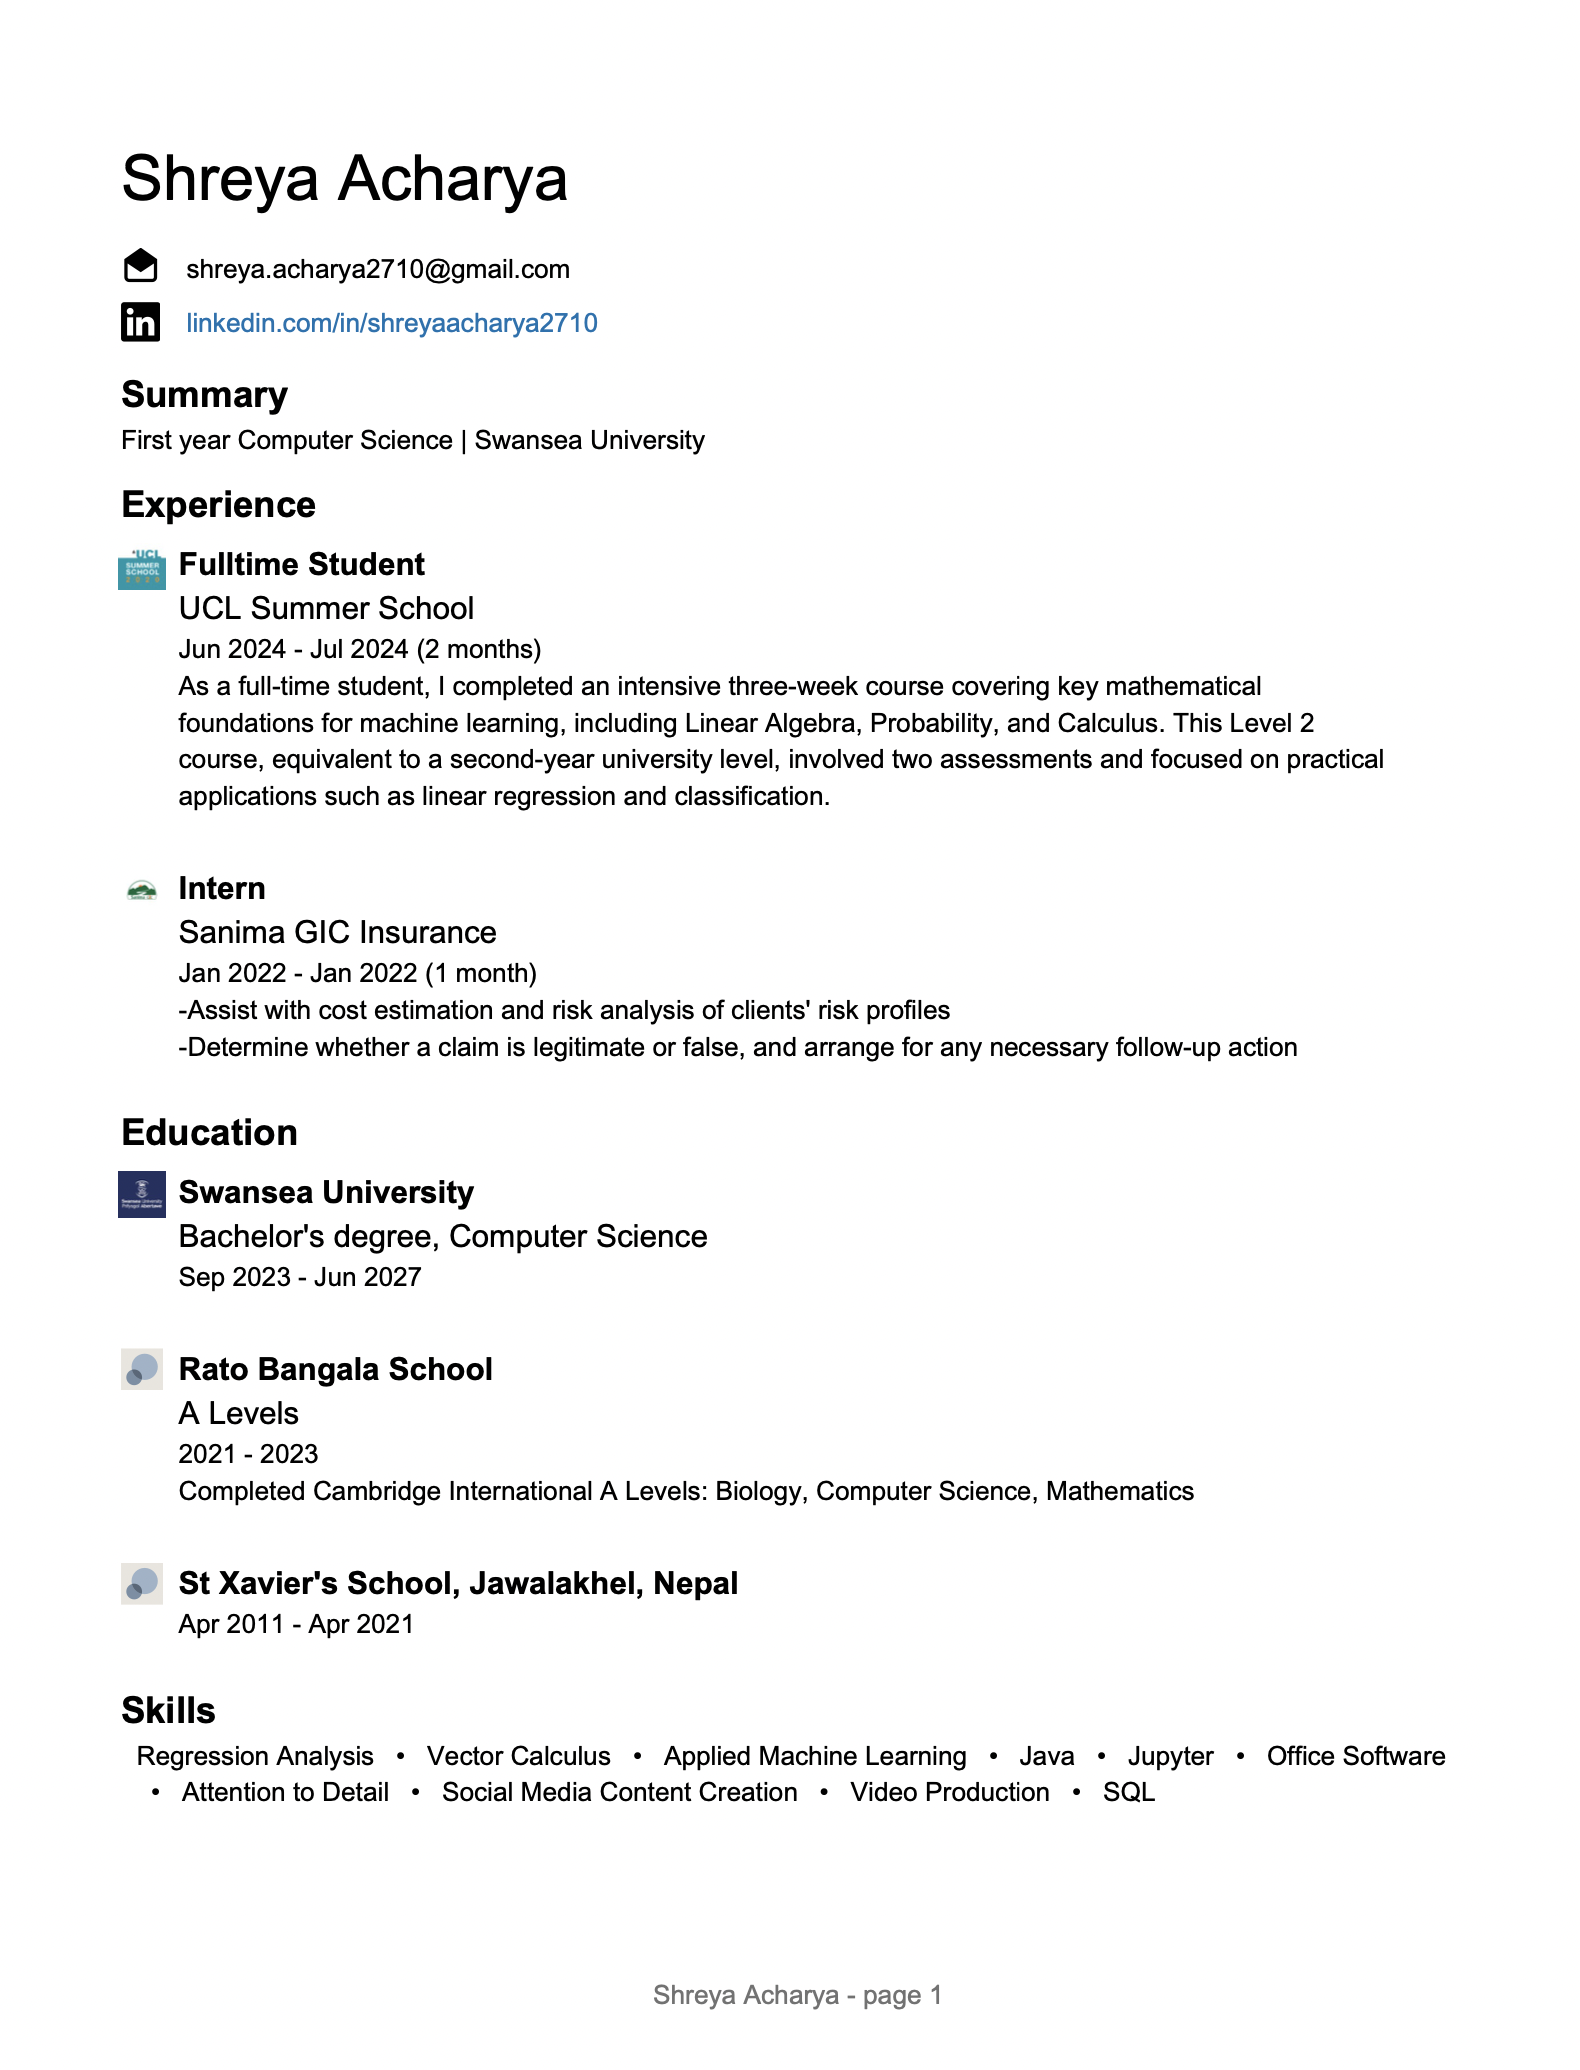 Shreya Acharya
shreya.acharya2710@gmail.com
linkedin.com/in/shreyaacharya2710
Summary
First year Computer Science | Swansea University
Experience
UCL
SUMMER
SCHOOL
Fulltime Student
UCL Summer School
Jun 2024 - Jul 2024 (2 months)
As a full-time student, I completed an intensive three-week course covering key mathematical
foundations for machine learning, including Linear Algebra, Probability, and Calculus. This Level 2
course, equivalent to a second-year university level, involved two assessments and focused on practical
applications such as linear regression and classification.
Intern
Sanima GIC Insurance
Jan 2022 - Jan 2022 (1 month)
-Assist with cost estimation and risk analysis of clients' risk profiles
-Determine whether a claim is legitimate or false, and arrange for any necessary follow-up action
Education
Swansea University
Bachelor's degree, Computer Science
Sep 2023 - Jun 2027
Rato Bangala School
A Levels
2021 - 2023
Completed Cambridge International A Levels: Biology, Computer Science, Mathematics
St Xavier's School, Jawalakhel, Nepal
Apr 2011 - Apr 2021
Skills
Regression Analysis • Vector Calculus • Applied Machine Learning • Java • Jupyter • Office Software
• Attention to Detail • Social Media Content Creation • Video Production • SQL
Shreya Acharya - page 1